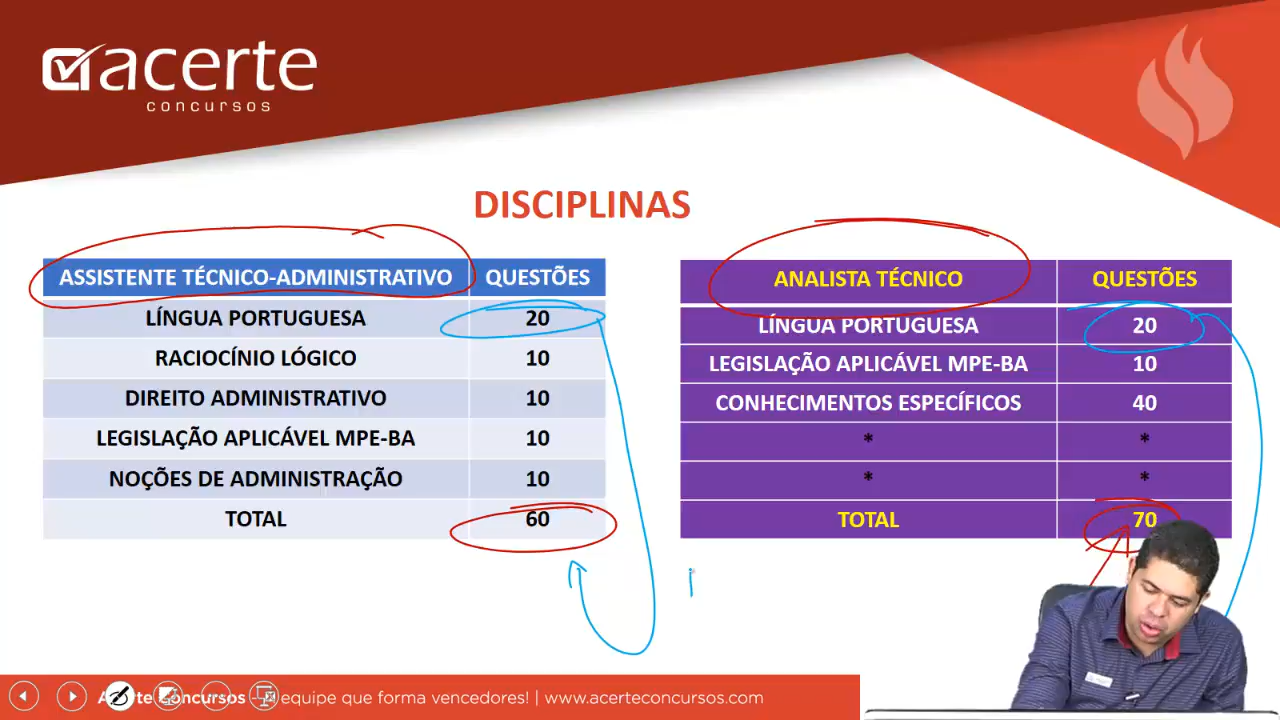 acerte
concursos
DISCIPLINAS
ASSISTENTE TÉCNICO-ADMINISTRATIVO QUESTÕES
LÍNGUA PORTUGUESA 20
RACIOCÍNIO LÓGICO 10
DIREITO ADMINISTRATIVO 10
LEGISLAÇÃO APLICÁVEL MPE-BA 10
NOÇÕES DE ADMINISTRAÇÃO 10
TOTAL 60
ANALISTA TÉCNICO QUESTÕES
LÍNGUA PORTUGUESA 20
LEGISLAÇÃO APLICÁVEL MPE-BA 10
CONHECIMENTOS ESPECÍFICOS 40
* *
* *
TOTAL 70
Concursos equipe que forma vencedores! | www.acerteconcursos.com